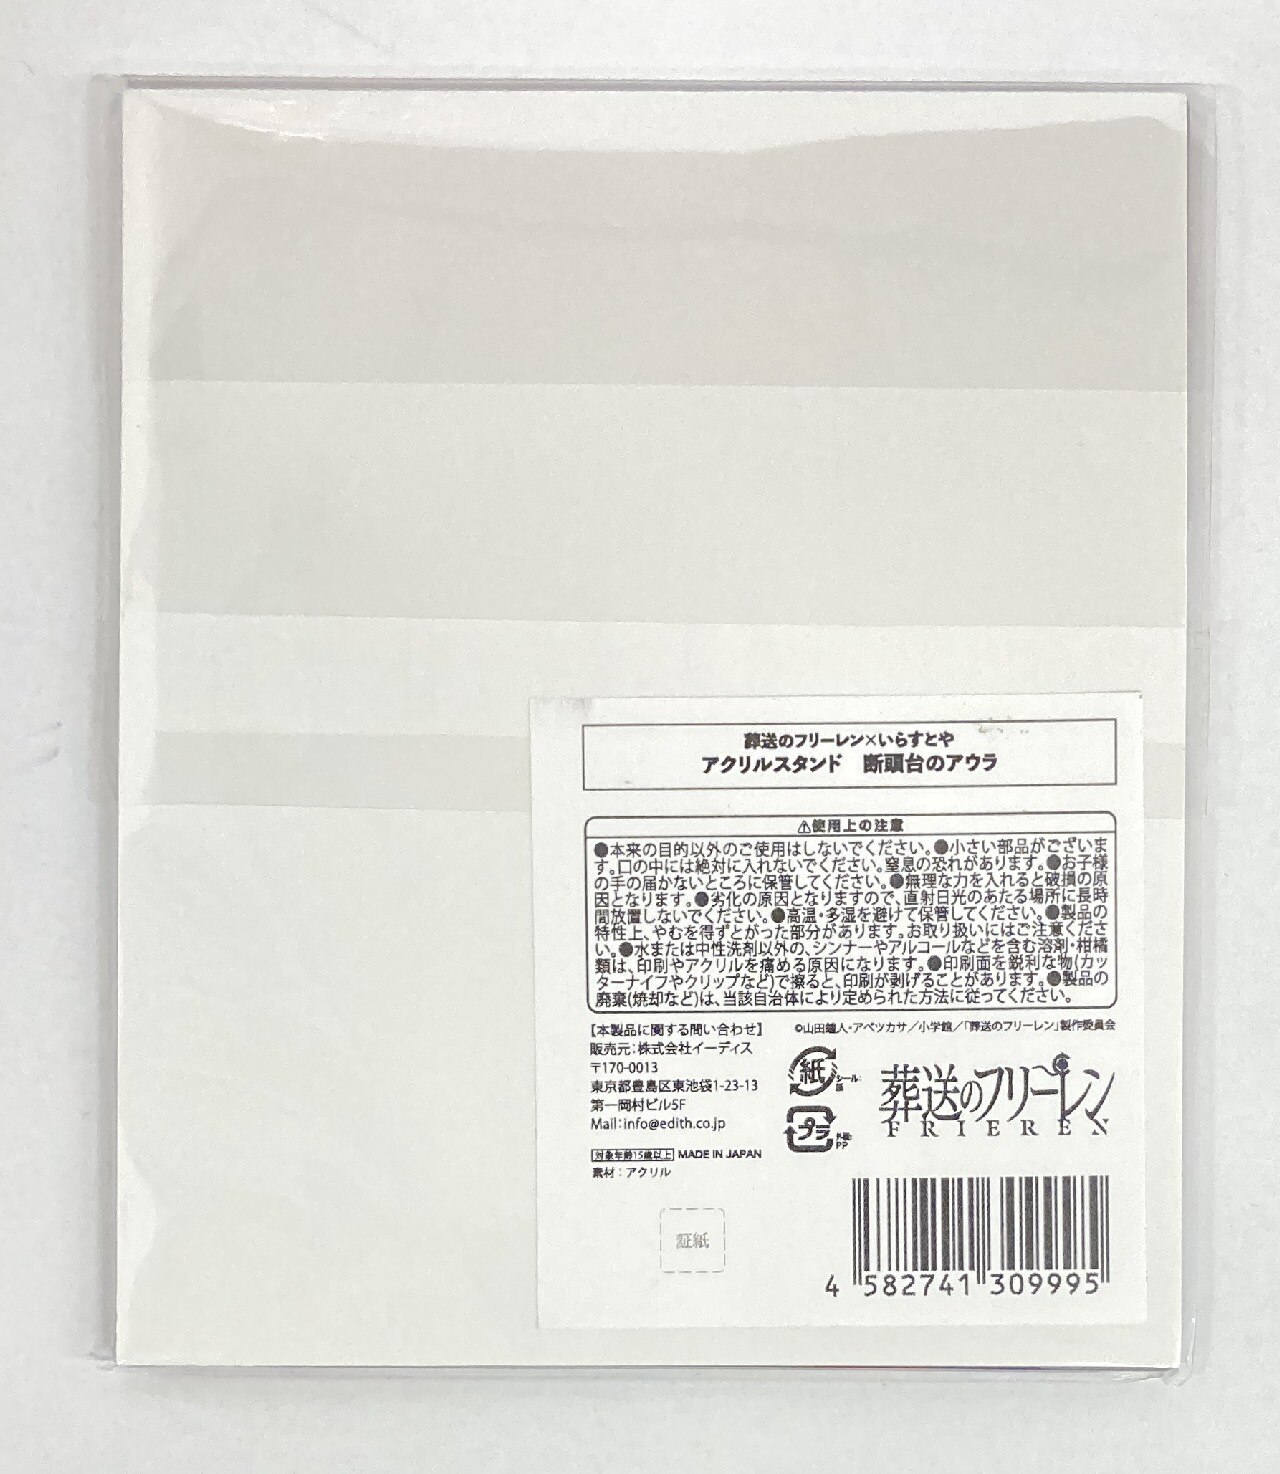 葬送のフリーレン×いらすとや
アクリルスタンド 断頭台のアウラ
⚠使用上の注意
●本来の目的以外のご使用はしないでください。●小さい部品がございま
す。口の中には絶対に入れないでください。窒息の恐れがあります。●お子様
の手の届かないところに保管してください。●無理な力を入れると破損の原
因となります。●劣化の原因となりますので、直射日光のあたる場所に長時
間放置しないでください。●高温・多湿を避けて保管してください。●製品の
特性上、やむを得ずとがった部分があります。お取り扱いにはご注意くださ
い。●水または中性洗剤以外の、シンナーやアルコールなどを含む溶剤・柑橘
類は、印刷やアクリルを痛める原因になります。●印刷面を鋭利な物(カッ
ターナイフやクリップなど)で擦ると、印刷が剥げることがあります。●製品の
廃棄(焼却など)は、当該自治体により定められた方法に従ってください。
【本製品に関する問い合わせ】
販売元:株式会社イーディス
〒170-0013
東京都豊島区東池袋1-23-13
第一岡村ビル5F
Mail:info@edith.co.jp
対象年齢15歳以上 MADE IN JAPAN
素材:アクリル
証紙
©山田鐘人・アベツカサ/小学館/「葬送のフリーレン」製作委員会
紙 シール:
プラ 外装:
PP
葬送のフリーレン
FRIEREN
4 582741 309995